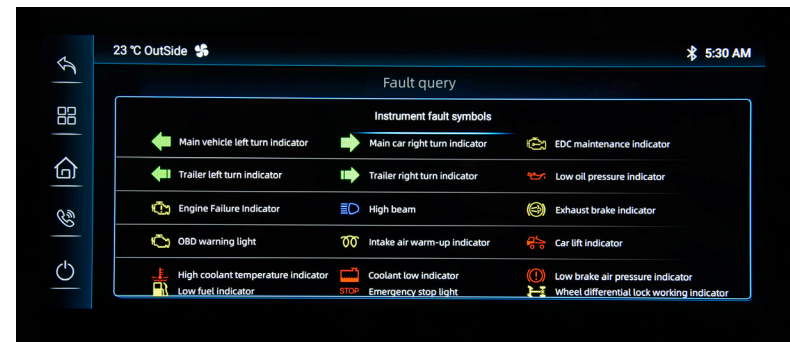 23 ℃ OutSide 5:30 AM
Fault query
Instrument fault symbols
Main vehicle left turn indicator Main car right turn indicator EDC maintenance indicator
Trailer left turn indicator Trailer right turn indicator Low oil pressure indicator
Engine Failure Indicator High beam Exhaust brake indicator
OBD warning light Intake air warm-up indicator Car lift indicator
High coolant temperature indicator Coolant low indicator Low brake air pressure indicator
Low fuel indicator STOP Emergency stop light Wheel differential lock working indicator